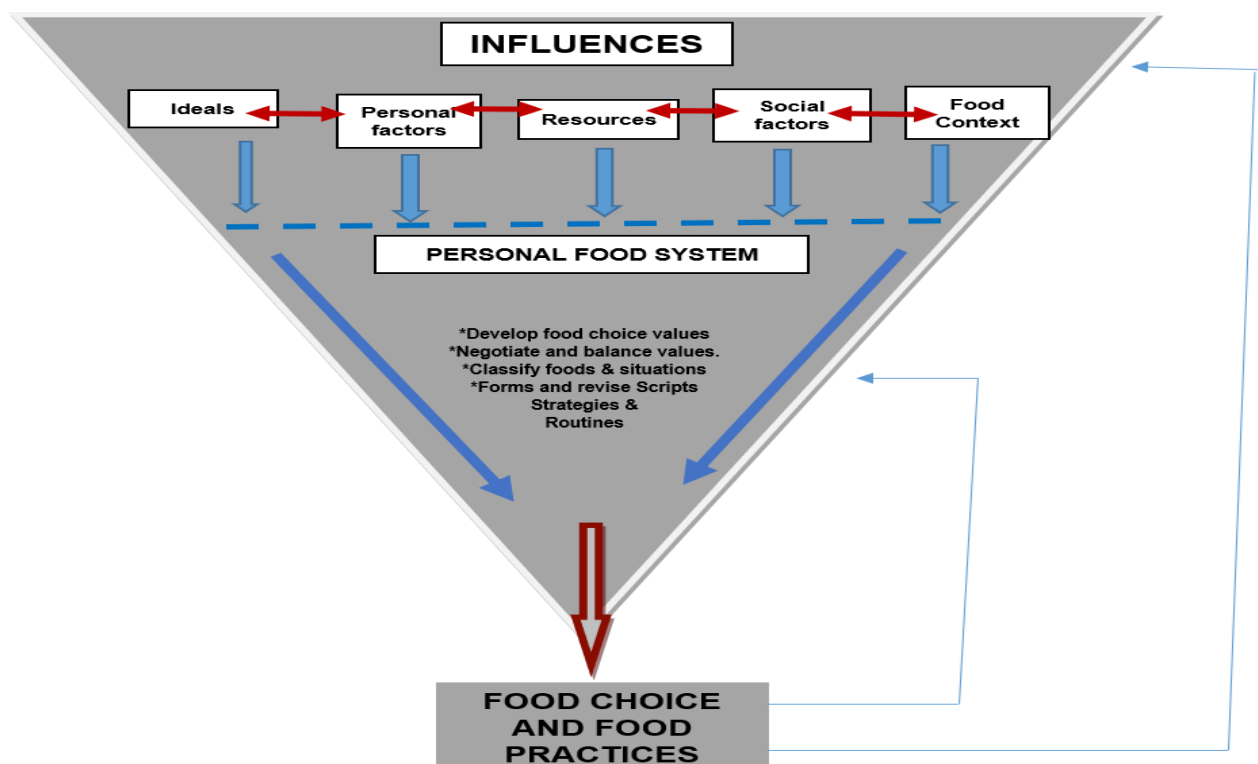 INFLUENCES
Ideals
Personal
factors
Resources
Social
factors
Food
Context
PERSONAL FOOD SYSTEM
*Develop food choice values
*Negotiate and balance values.
*Classify foods & situations
*Forms and revise Scripts
Strategies &
Routines
FOOD CHOICE
AND FOOD
PRACTICES